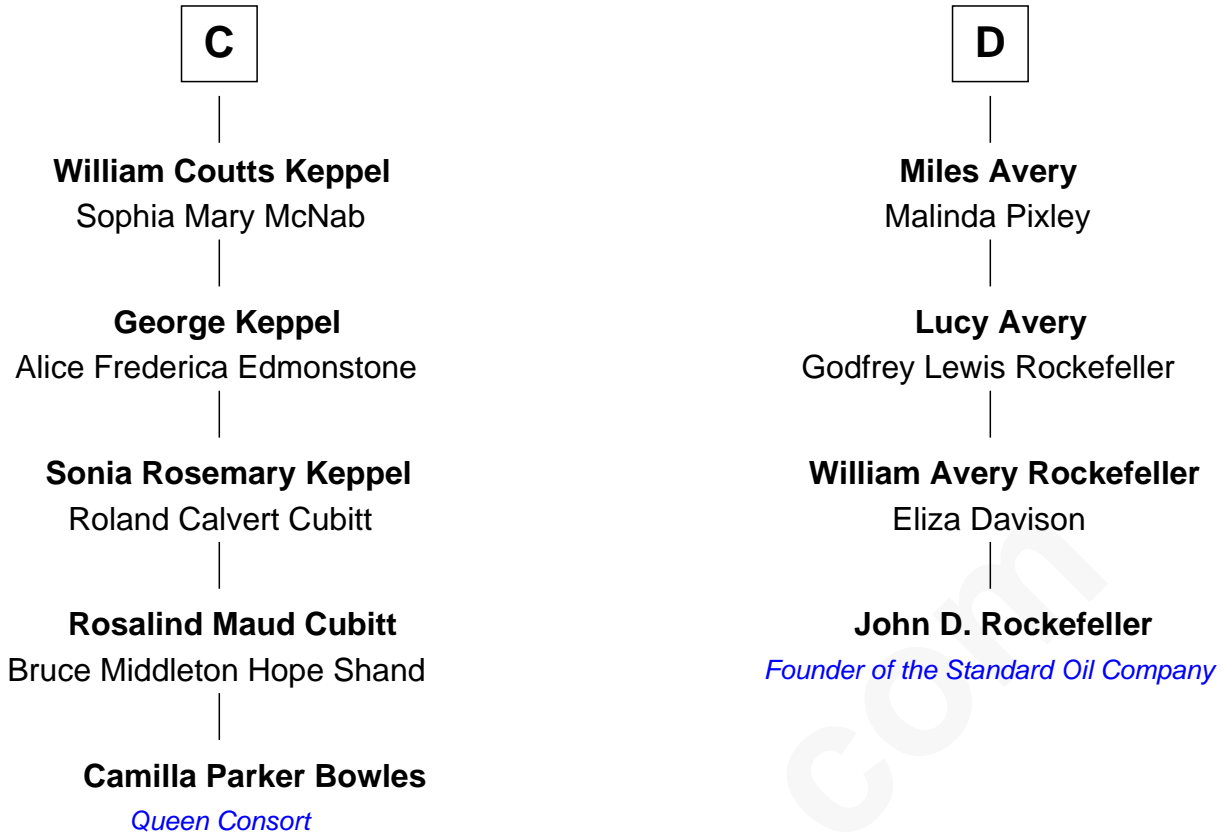 C
William Coutts Keppel
Sophia Mary McNab
George Keppel
Alice Frederica Edmonstone
Sonia Rosemary Keppel
Roland Calvert Cubitt
Rosalind Maud Cubitt
Bruce Middleton Hope Shand
Camilla Parker Bowles
Queen Consort
D
Miles Avery
Malinda Pixley
Lucy Avery
Godfrey Lewis Rockefeller
William Avery Rockefeller
Eliza Davison
John D. Rockefeller
Founder of the Standard Oil Company
com